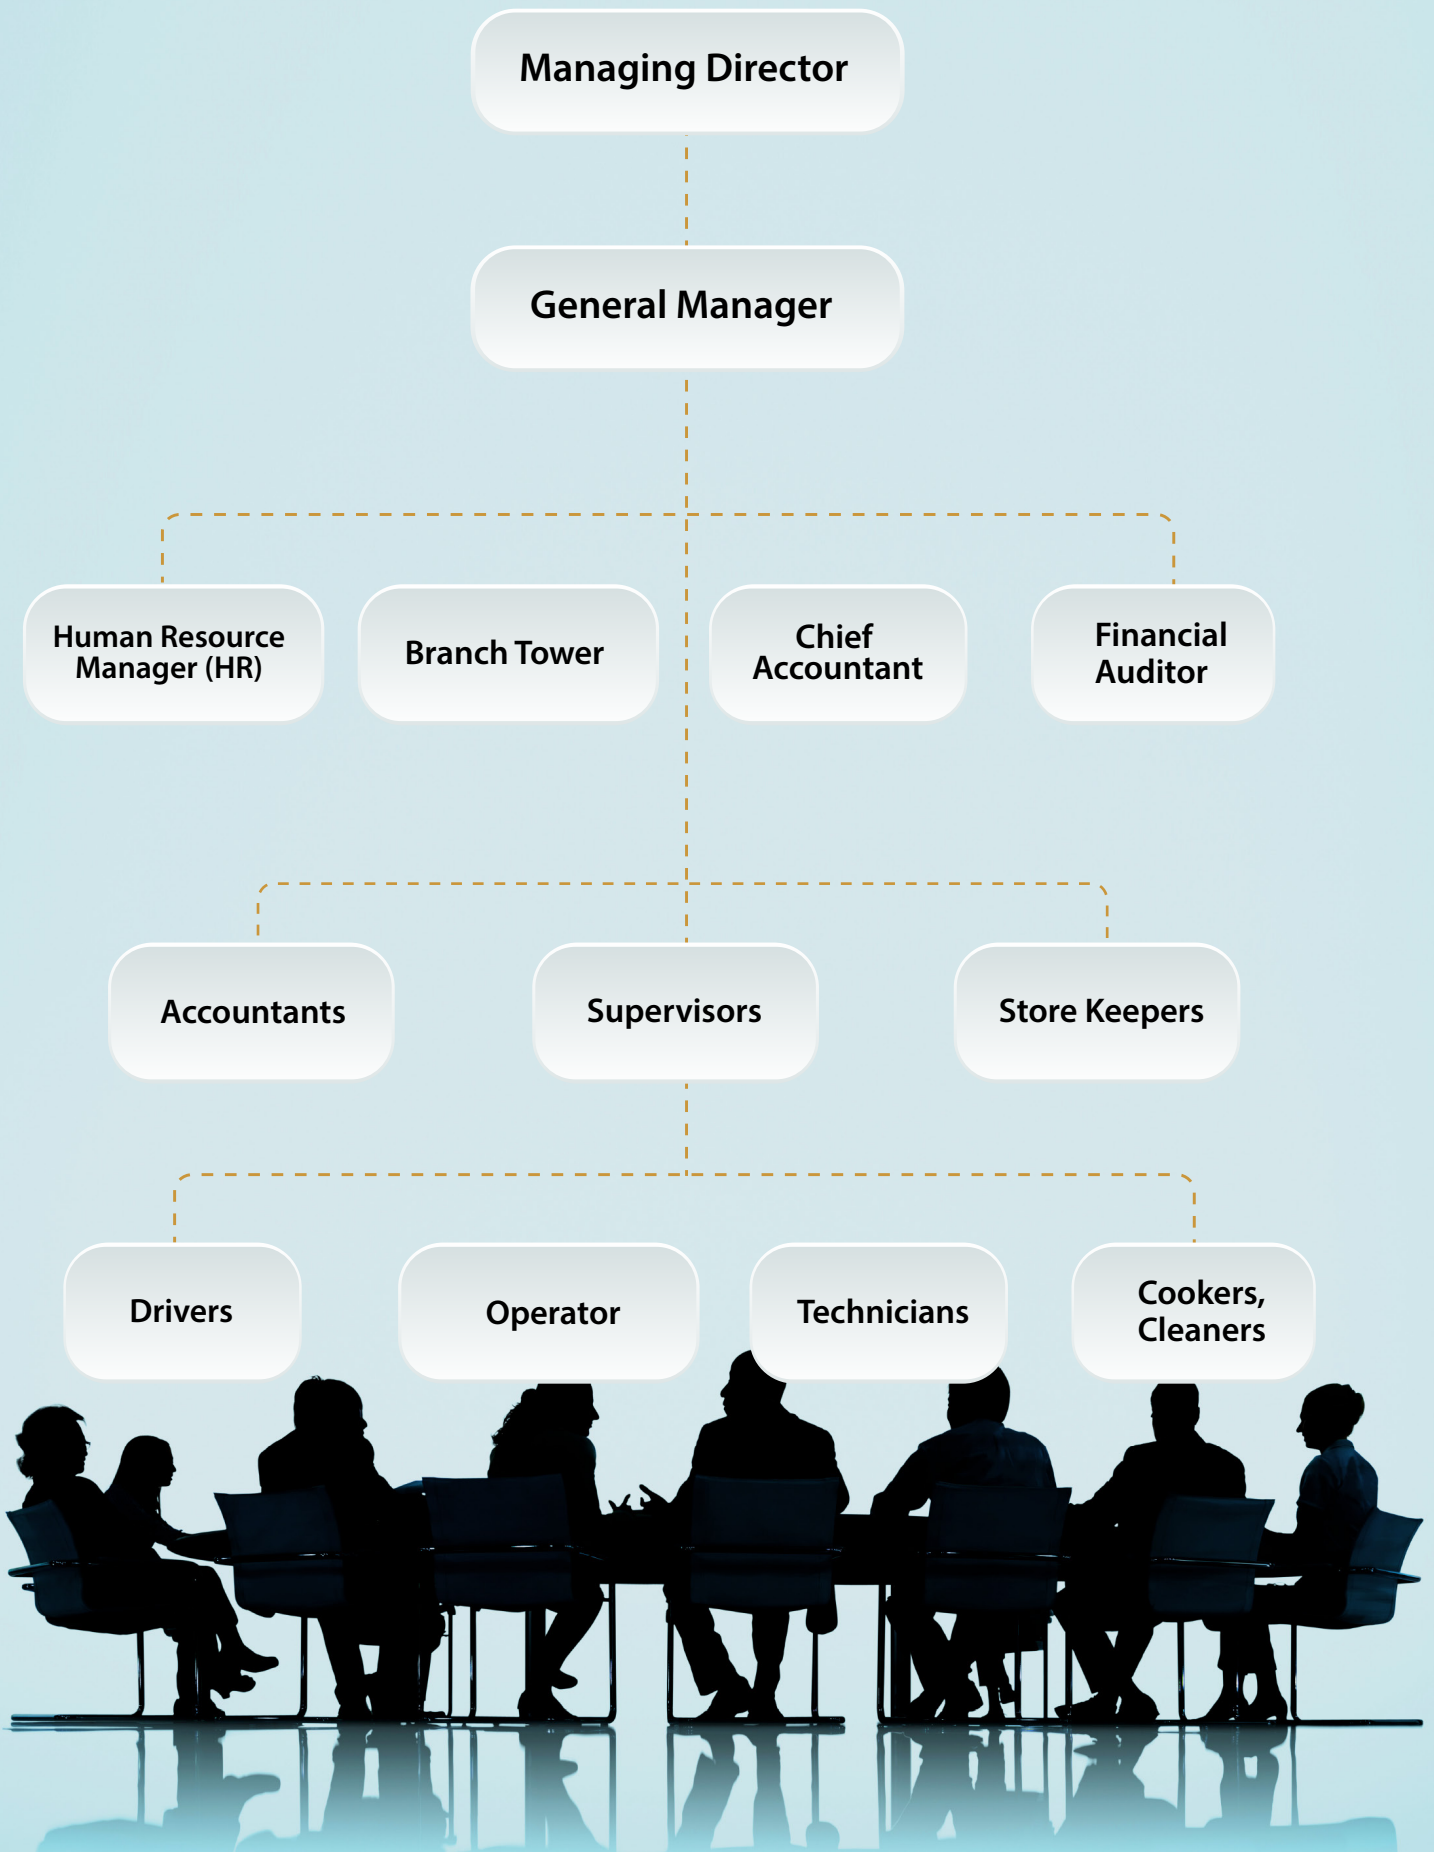 Managing Director
General Manager
Human Resource
Manager (HR)
Branch Tower
Chief
Accountant
Financial
Auditor
Accountants
Supervisors
Store Keepers
Drivers
Operator
Technicians
Cookers,
Cleaners